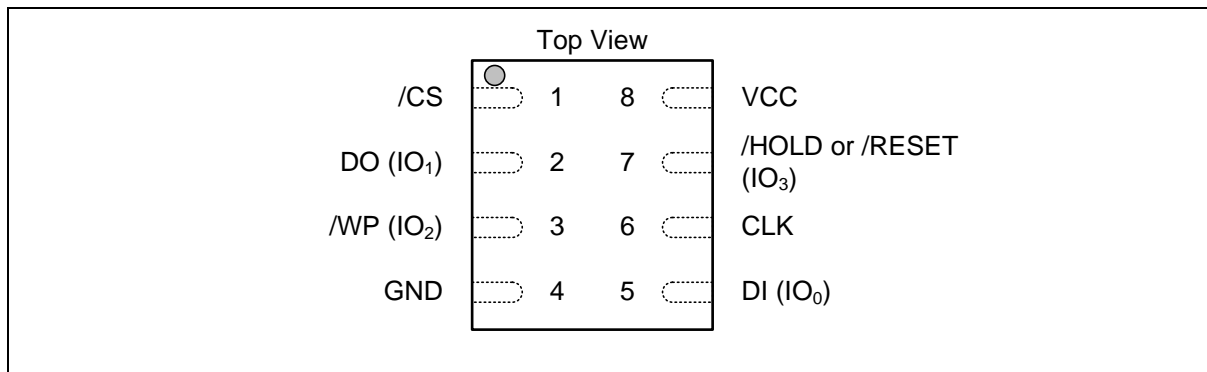 Top View
/CS 1 8 VCC
DO (IO₁) 2 7 /HOLD or /RESET
(IO₃)
/WP (IO₂) 3 6 CLK
GND 4 5 DI (IO₀)